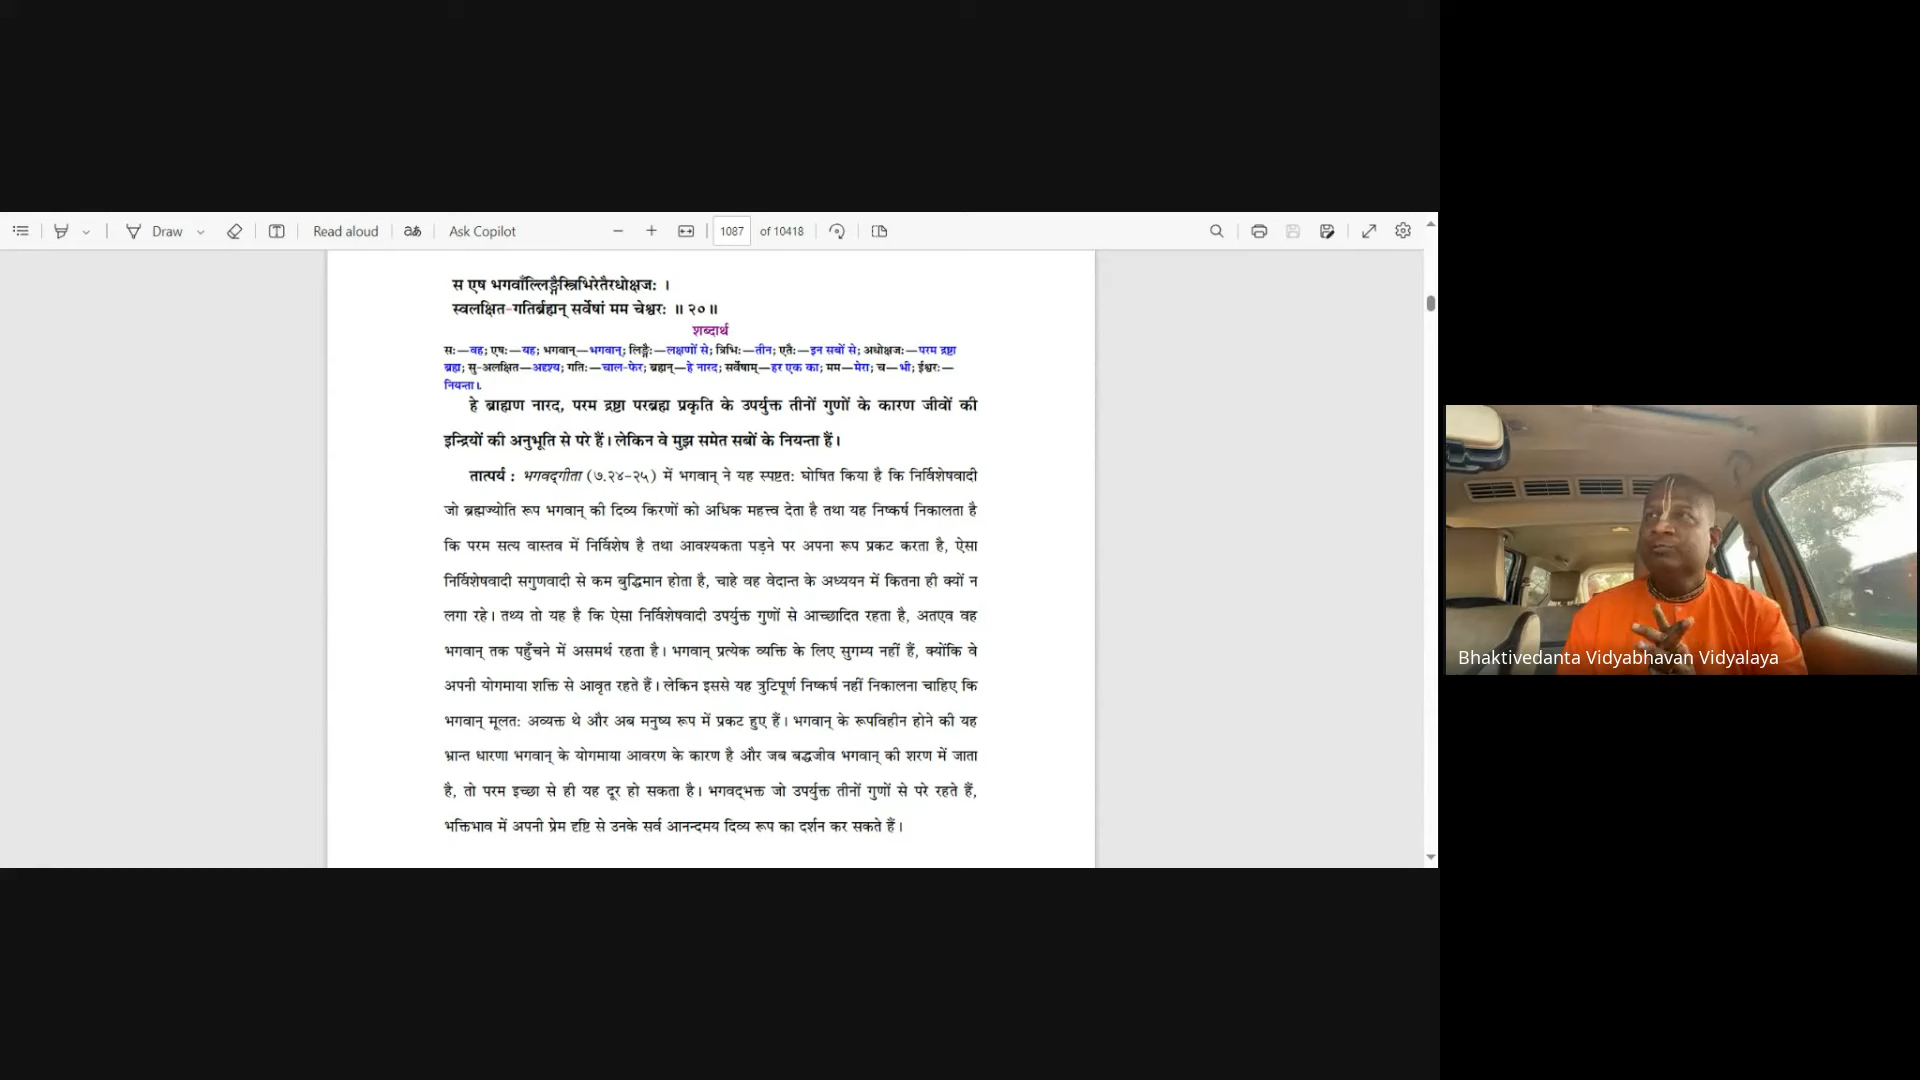 Draw
Read aloud
aあ
Ask Copilot
1087 of 10418
स एष भगवाँल्लिङ्गैस्त्रिभिरेतैरधोक्षजः ।
स्वलक्षित-गतिर्ब्रह्मन् सर्वेषां मम चेश्वरः ॥ २०॥
शब्दार्थ
सः—वह; एषः—यह; भगवान्—भगवान्; लिङ्गैः—लक्षणों से; त्रिभिः—तीन; एतैः—इन सबों से; अधोक्षजः—परम द्रष्टा
ब्रह्म; सु-अलक्षित—अदृश्य; गतिः—चाल-फेर; ब्रह्मन्—हे नारद; सर्वेषाम्—हर एक का; मम—मेरा; च—भी; ईश्वरः—
नियन्ता।.
हे ब्राह्मण नारद, परम द्रष्टा परब्रह्म प्रकृति के उपर्युक्त तीनों गुणों के कारण जीवों की
इन्द्रियों की अनुभूति से परे हैं। लेकिन वे मुझ समेत सबों के नियन्ता हैं।
तात्पर्य : भगवद्‌गीता (७.२४-२५) में भगवान् ने यह स्पष्टतः घोषित किया है कि निर्विशेषवादी
जो ब्रह्मज्योति रूप भगवान् की दिव्य किरणों को अधिक महत्त्व देता है तथा यह निष्कर्ष निकालता है
कि परम सत्य वास्तव में निर्विशेष है तथा आवश्यकता पड़ने पर अपना रूप प्रकट करता है, ऐसा
निर्विशेषवादी सगुणवादी से कम बुद्धिमान होता है, चाहे वह वेदान्त के अध्ययन में कितना ही क्यों न
लगा रहे। तथ्य तो यह है कि ऐसा निर्विशेषवादी उपर्युक्त गुणों से आच्छादित रहता है, अतएव वह
भगवान् तक पहुँचने में असमर्थ रहता है। भगवान् प्रत्येक व्यक्ति के लिए सुगम्य नहीं हैं, क्योंकि वे
अपनी योगमाया शक्ति से आवृत रहते हैं। लेकिन इससे यह त्रुटिपूर्ण निष्कर्ष नहीं निकालना चाहिए कि
भगवान् मूलतः अव्यक्त थे और अब मनुष्य रूप में प्रकट हुए हैं। भगवान् के रूपविहीन होने की यह
भ्रान्त धारणा भगवान् के योगमाया आवरण के कारण है और जब बद्धजीव भगवान् की शरण में जाता
है, तो परम इच्छा से ही यह दूर हो सकता है। भगवद्‌भक्त जो उपर्युक्त तीनों गुणों से परे रहते हैं,
भक्तिभाव में अपनी प्रेम दृष्टि से उनके सर्व आनन्दमय दिव्य रूप का दर्शन कर सकते हैं।
Bhaktivedanta Vidyabhavan Vidyalaya